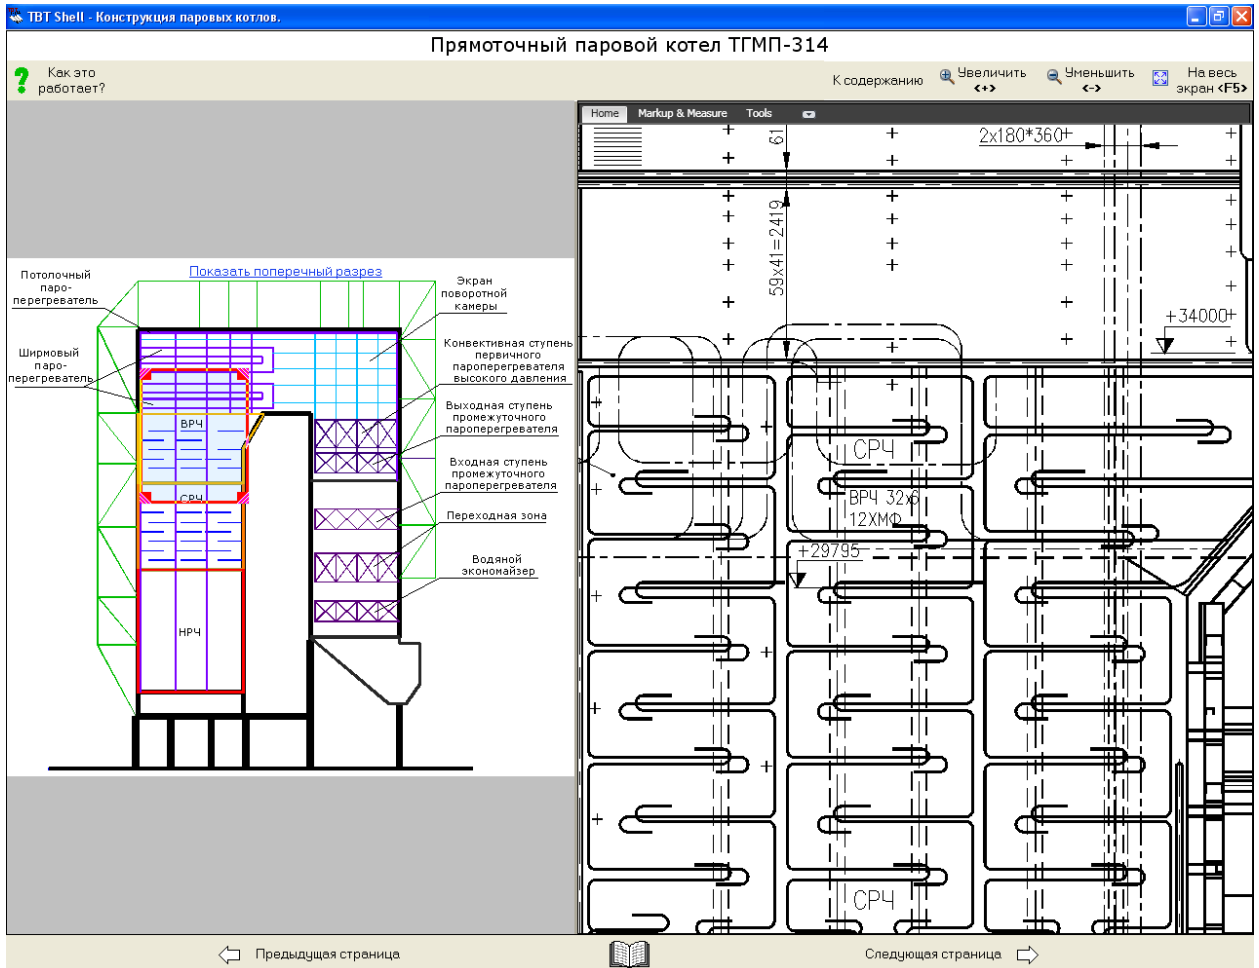 TBT Shell - Конструкция паровых котлов.
Прямоточный паровой котел ТГМП-314
?
Как это
работает?
К содержанию
Увеличить
<+>
Уменьшить
<->
На весь
экран <F5>
Home Markup & Measure Tools
Показать поперечный разрез
Потолочный
паро-
перегреватель
Ширмовый
паро-
перегреватель
ВРЧ
СРЧ
НРЧ
Экран
поворотной
камеры
Конвективная ступень
первичного
пароперегревателя
высокого давления
Выходная ступень
промежуточного
пароперегревателя
Входная ступень
промежуточного
пароперегревателя
Переходная зона
Водяной
экономайзер
61
2x180*360
59x41=2419
+34000
СРЧ
ВРЧ 32x6
12ХМФ
+29795
СРЧ
Предыдущая страница
Следующая страница